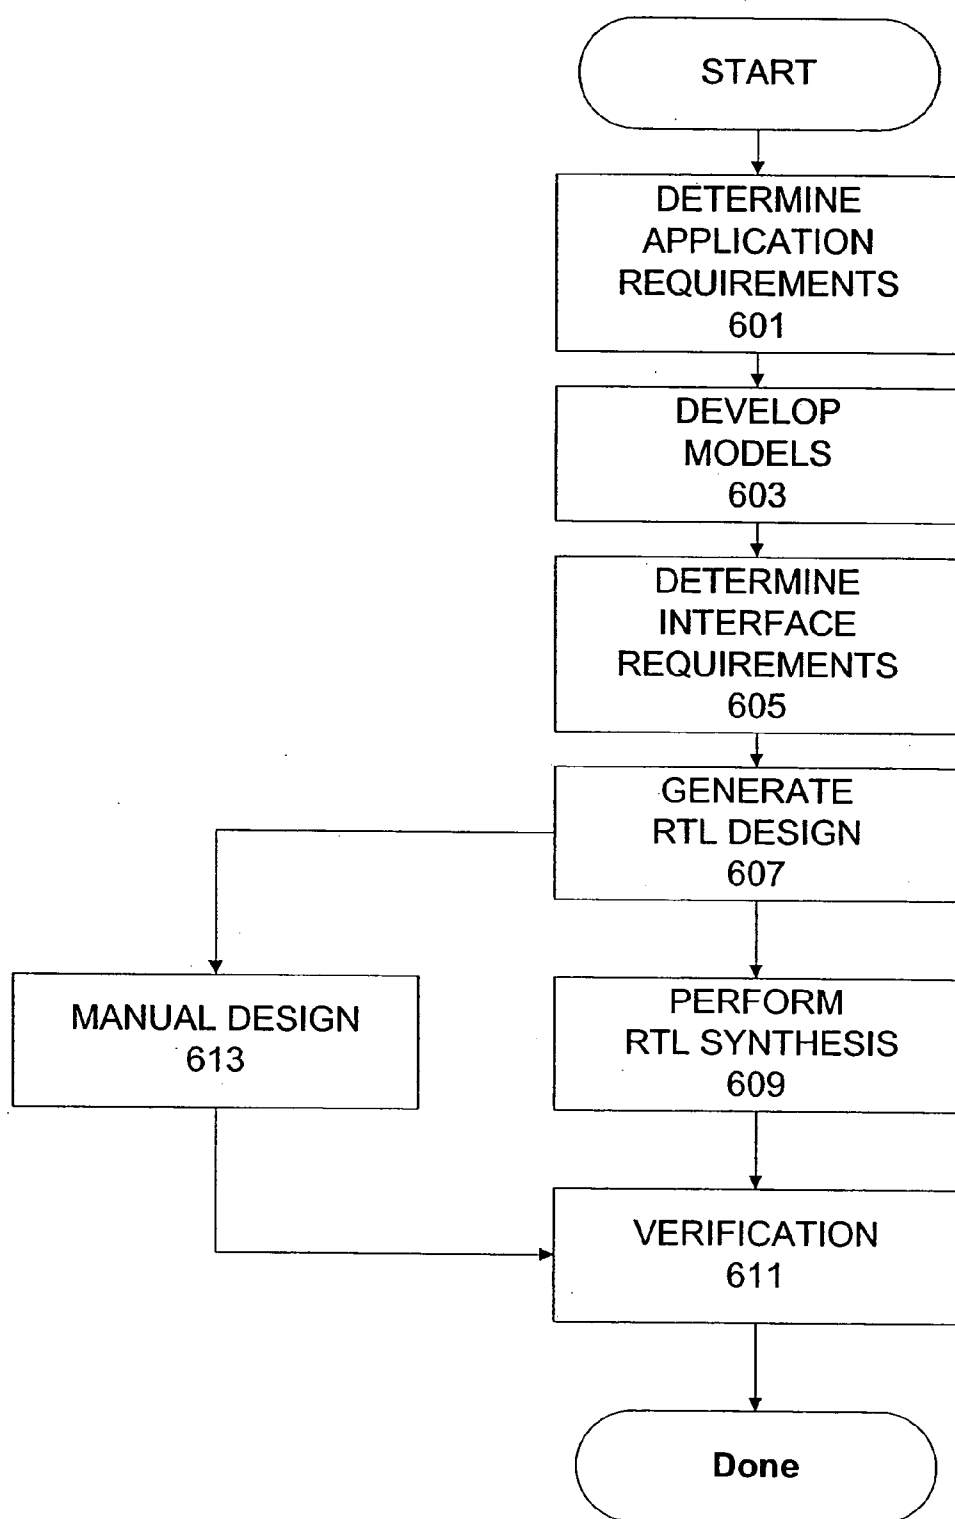 START
DETERMINE
APPLICATION
REQUIREMENTS
601
DEVELOP
MODELS
603
DETERMINE
INTERFACE
REQUIREMENTS
605
GENERATE
RTL DESIGN
607
MANUAL DESIGN
613
PERFORM
RTL SYNTHESIS
609
VERIFICATION
611
Done